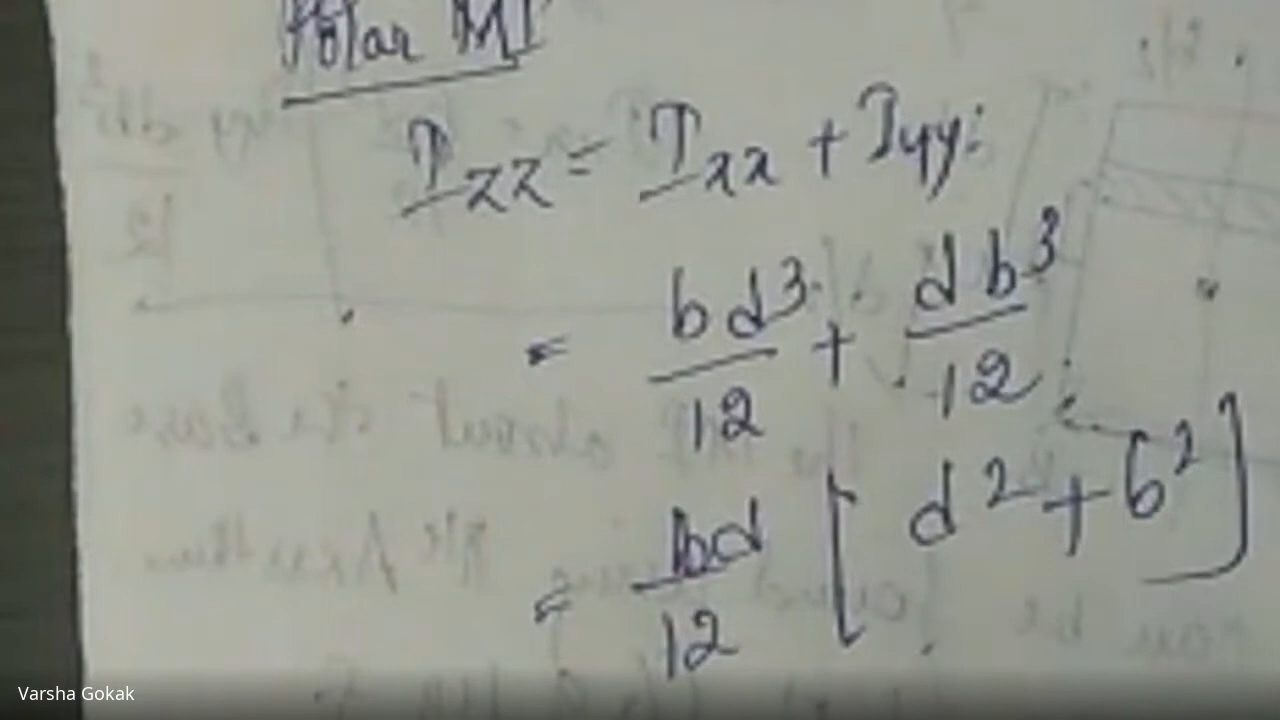 Polar MI
Izz = Ixx + Iyy.
= bd³/12 + db³/12
= bd/12 [d² + b²]
Varsha Gokak